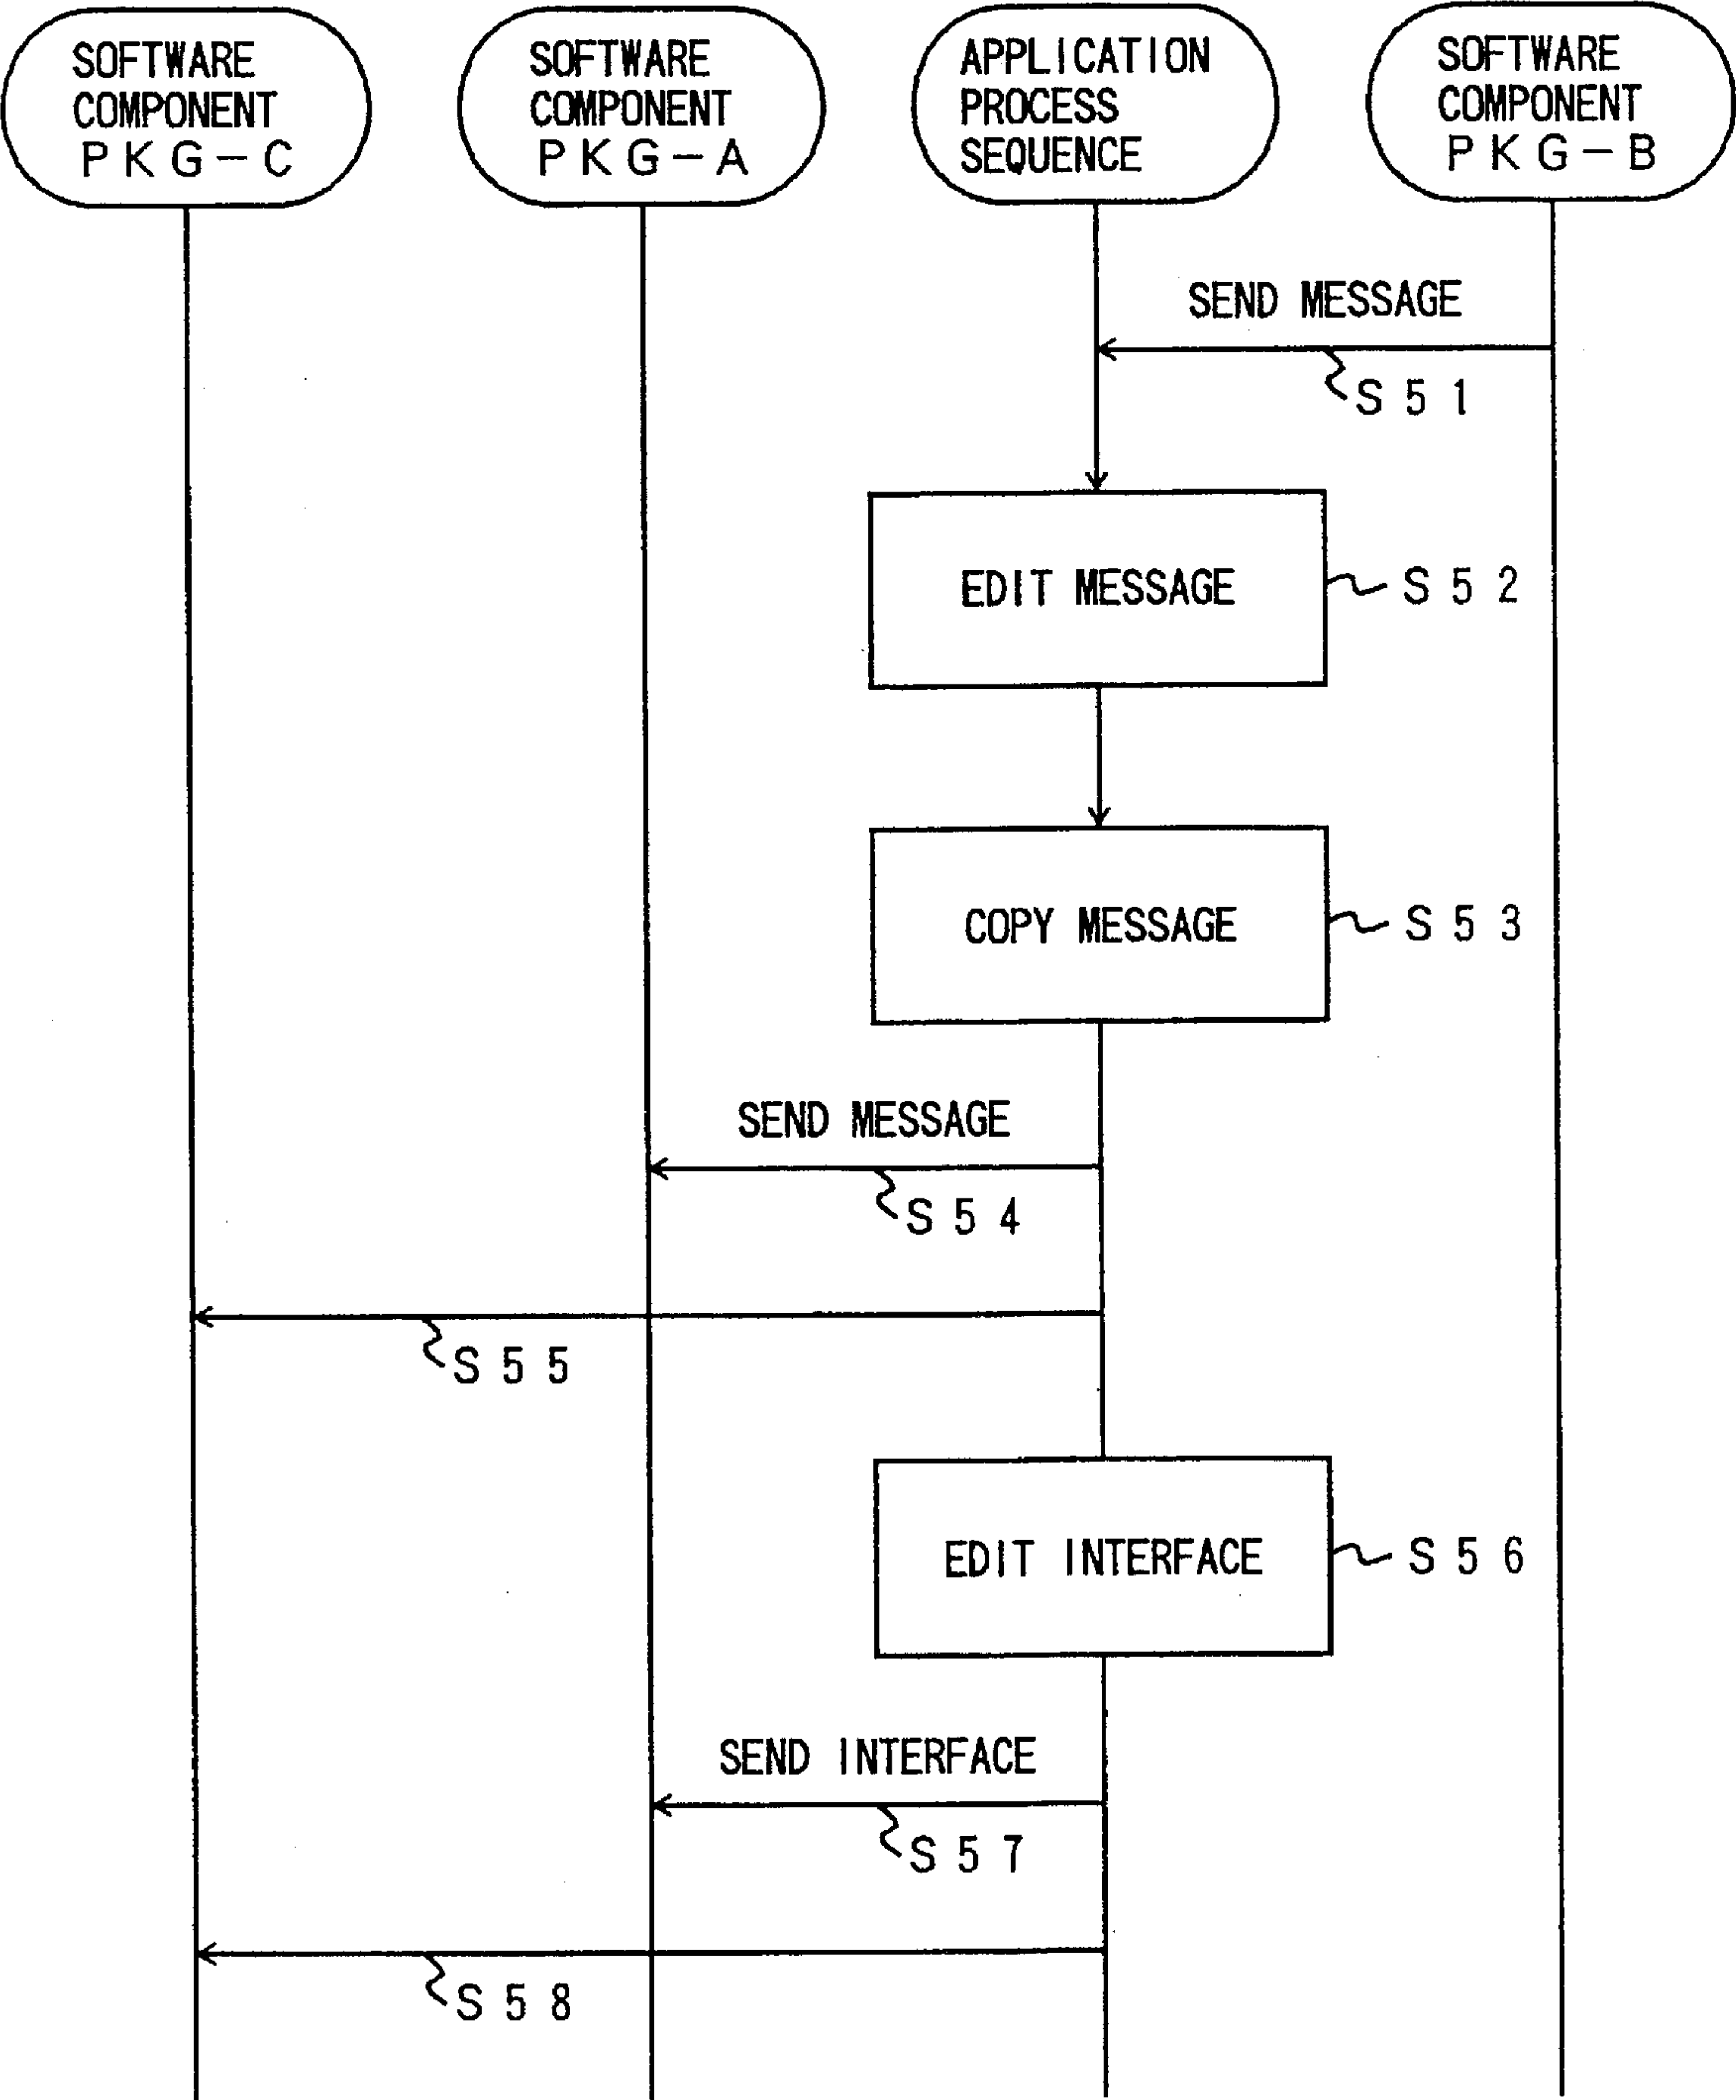 SOFTWARE
COMPONENT
PKG-C
SOFTWARE
COMPONENT
PKG-A
APPLICATION
PROCESS
SEQUENCE
SOFTWARE
COMPONENT
PKG-B
SEND MESSAGE
S51
EDIT MESSAGE
S52
COPY MESSAGE
S53
SEND MESSAGE
S54
S55
EDIT INTERFACE
S56
SEND INTERFACE
S57
S58